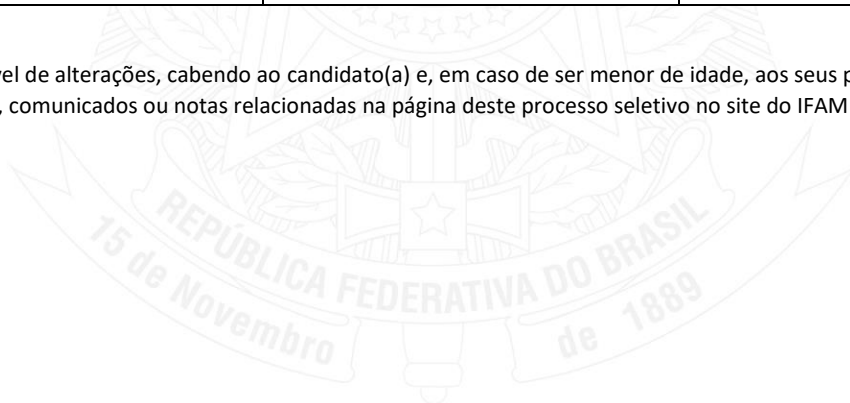 vel de alterações, cabendo ao candidato(a) e, em caso de ser menor de idade, aos seus p
, comunicados ou notas relacionadas na página deste processo seletivo no site do IFAM
REPÚBLICA FEDERATIVA DO BRASIL
15 de Novembro de 1889